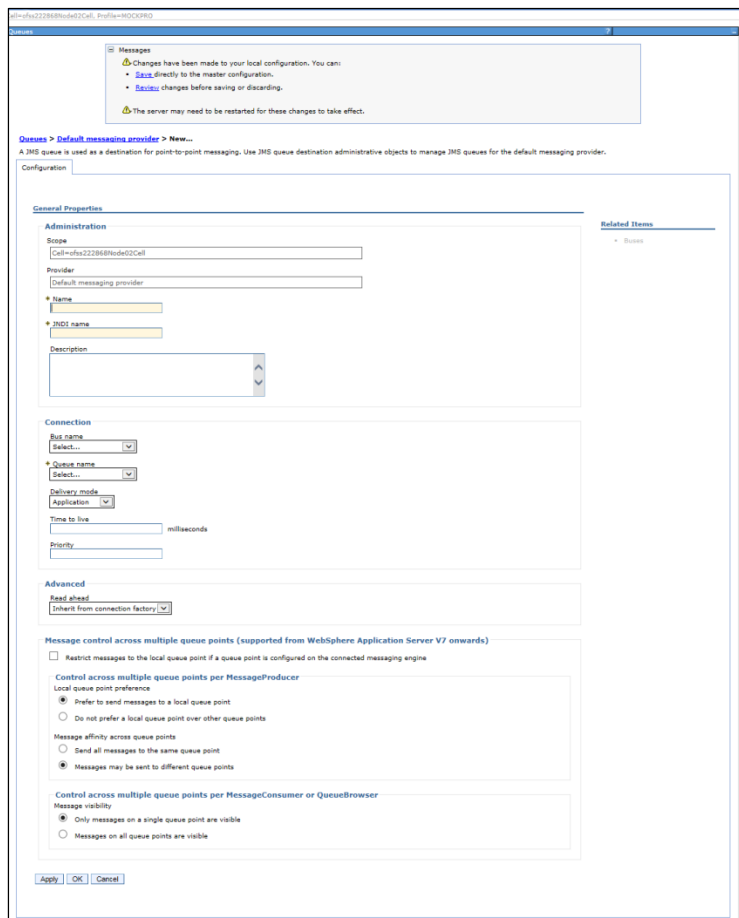 Cell=ofss222868Node02Cell, Profile=MOCKPRO
Queues ? _
Messages
Changes have been made to your local configuration. You can:
• Save directly to the master configuration.
• Review changes before saving or discarding.
The server may need to be restarted for these changes to take effect.
Queues > Default messaging provider > New...
A JMS queue is used as a destination for point-to-point messaging. Use JMS queue destination administrative objects to manage JMS queues for the default messaging provider.
Configuration
General Properties
Administration
Scope
Cell=ofss222868Node02Cell
Provider
Default messaging provider
* Name
* JNDI name
Description
Connection
Bus name
Select...
* Queue name
Select...
Delivery mode
Application
Time to live
milliseconds
Priority
Advanced
Read ahead
Inherit from connection factory
Message control across multiple queue points (supported from WebSphere Application Server V7 onwards)
Restrict messages to the local queue point if a queue point is configured on the connected messaging engine
Control across multiple queue points per MessageProducer
Local queue point preference
Prefer to send messages to a local queue point
Do not prefer a local queue point over other queue points
Message affinity across queue points
Send all messages to the same queue point
Messages may be sent to different queue points
Control across multiple queue points per MessageConsumer or QueueBrowser
Message visibility
Only messages on a single queue point are visible
Messages on all queue points are visible
Apply OK Cancel
Related Items
• Buses